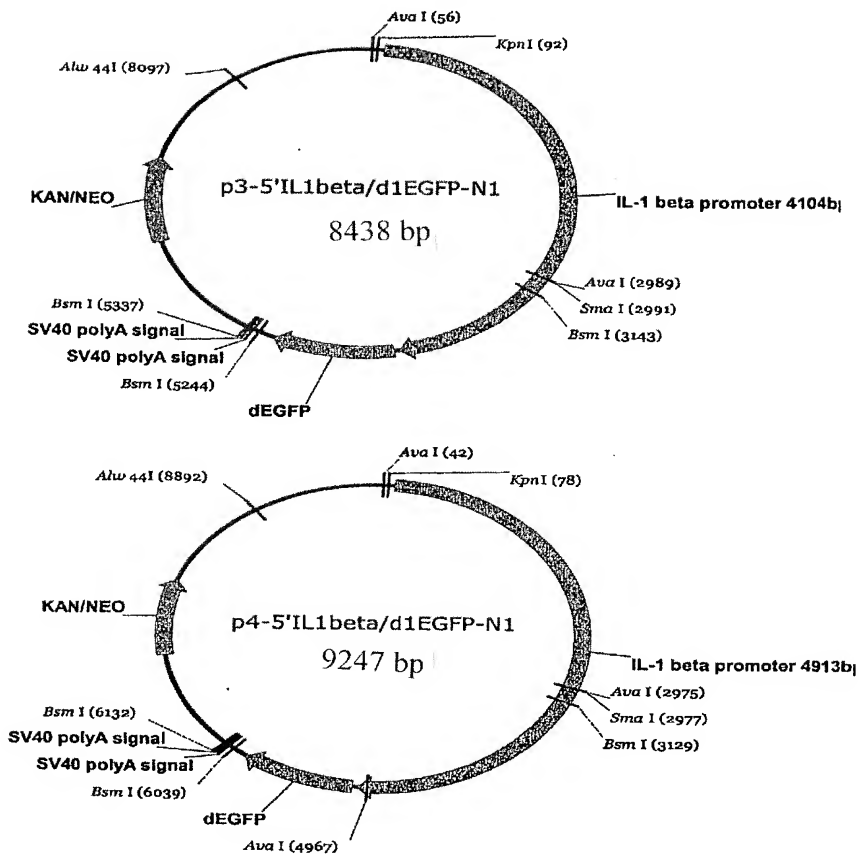 Ava I (56)
KpnI (92)
Alw 44I (8097)
p3-5'IL1beta/d1EGFP-N1
8438 bp
KAN/NEO
IL-1 beta promoter 4104b
Ava I (2989)
Sma I (2991)
Bsm I (3143)
Bsm I (5337)
SV40 polyA signal
SV40 polyA signal
Bsm I (5244)
dEGFP
Ava I (42)
KpnI (78)
Alw 44I (8892)
p4-5'IL1beta/d1EGFP-N1
9247 bp
KAN/NEO
IL-1 beta promoter 4913b
Ava I (2975)
Sma I (2977)
Bsm I (3129)
Bsm I (6132)
SV40 polyA signal
SV40 polyA signal
Bsm I (6039)
dEGFP
Ava I (4967)